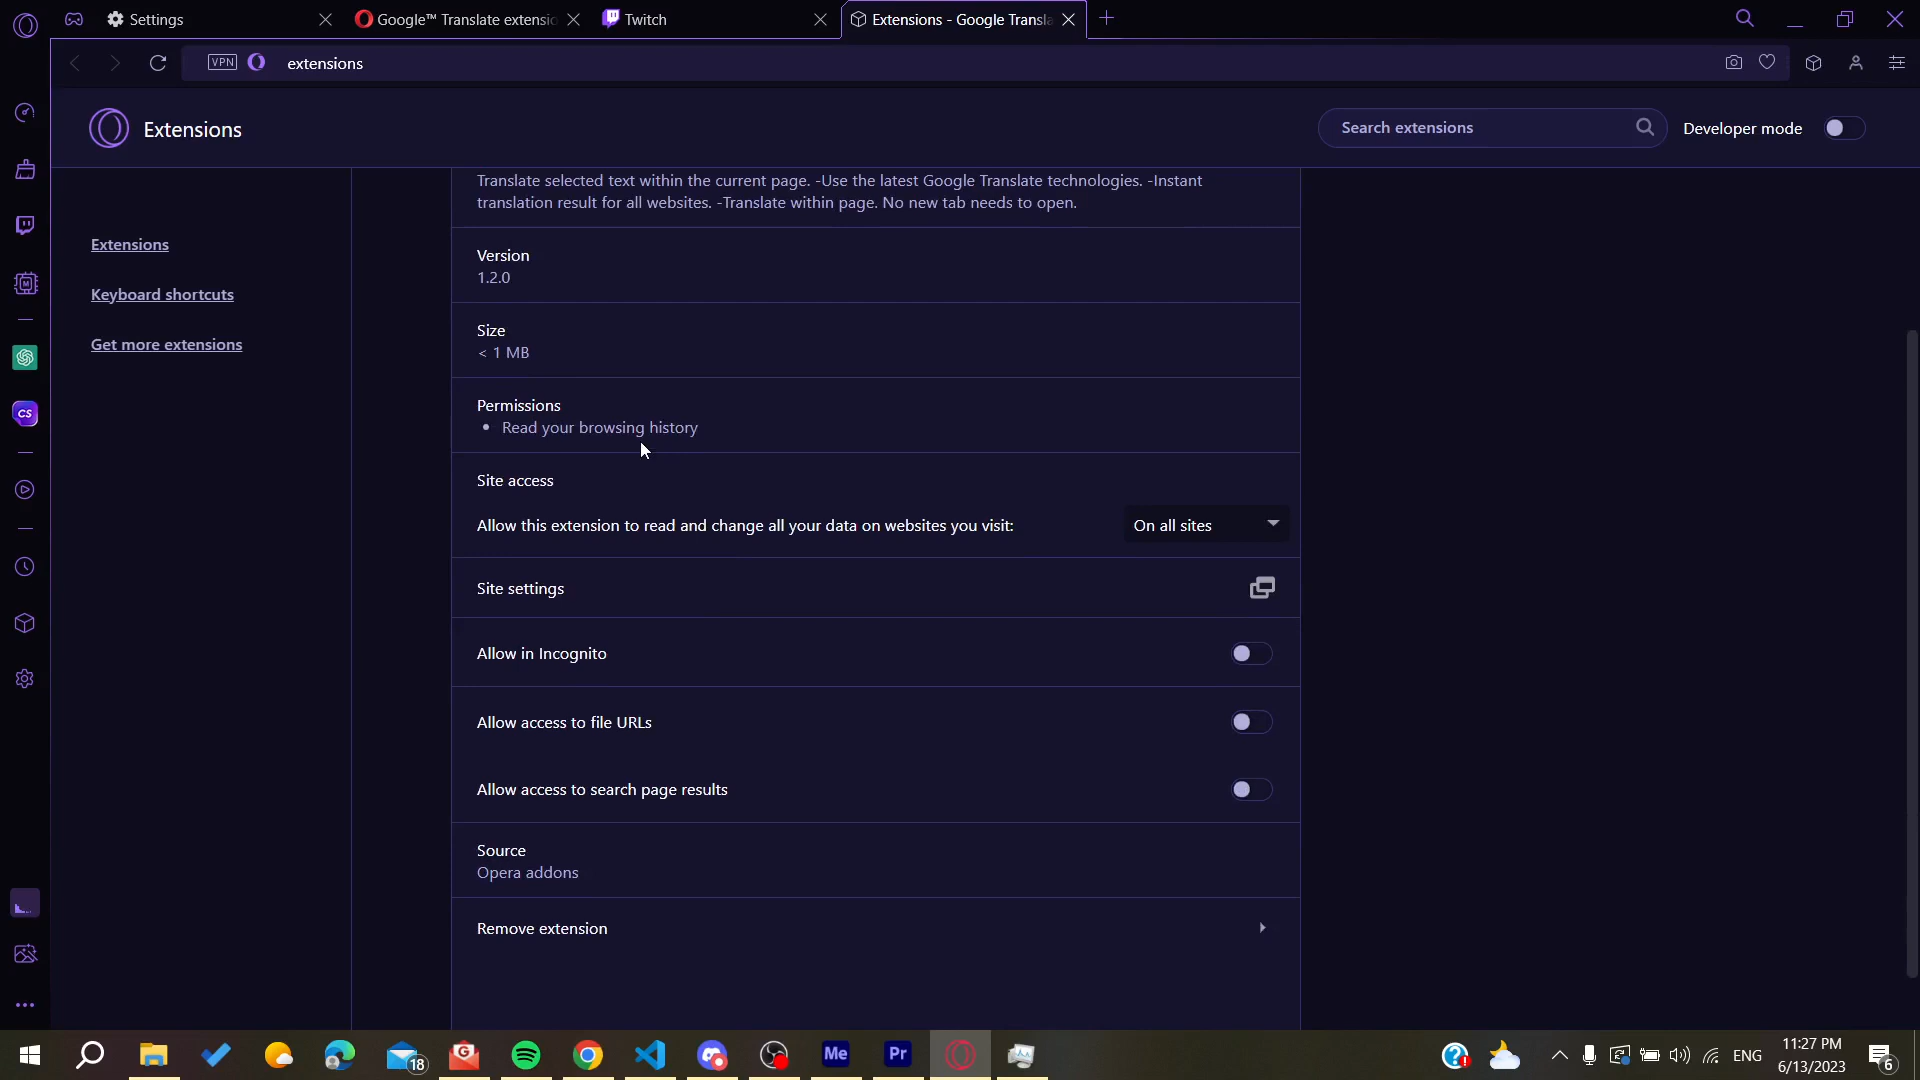 Settings
Google™ Translate extensio
Twitch
Extensions - Google Transla
VPN
extensions
Extensions
Search extensions
Developer mode
Extensions
Keyboard shortcuts
Get more extensions
Translate selected text within the current page. -Use the latest Google Translate technologies. -Instant
translation result for all websites. -Translate within page. No new tab needs to open.
Version
1.2.0
Size
< 1 MB
Permissions
• Read your browsing history
Site access
Allow this extension to read and change all your data on websites you visit:
On all sites
Site settings
Allow in Incognito
Allow access to file URLs
Allow access to search page results
Source
Opera addons
Remove extension
M
CS
18
G
Me
Pr
ENG
11:27 PM
6/13/2023
6